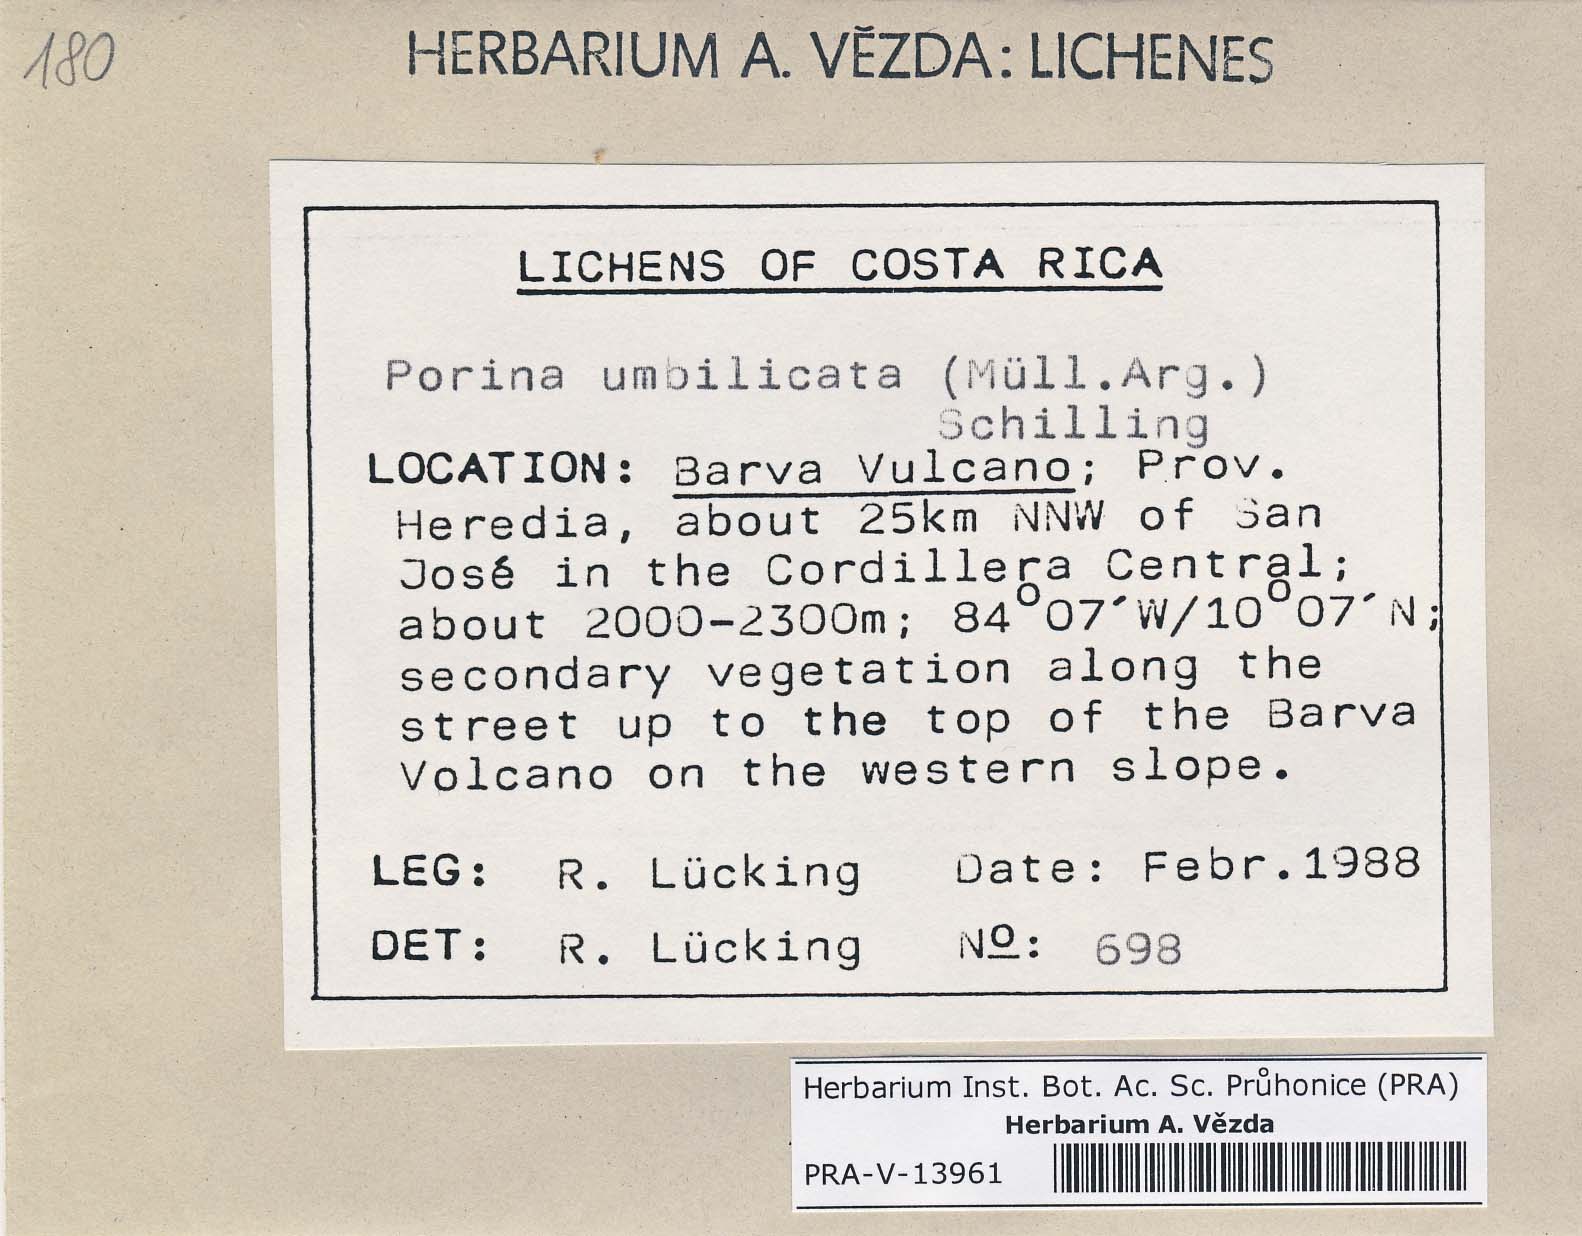 180
HERBARIUM A. VĚZDA: LICHENES
LICHENS OF COSTA RICA
Porina umbilicata (Müll.Arg.)
Schilling
LOCATION: Barva Vulcano; Prov.
Heredia, about 25km NNW of San
José in the Cordillera Central;
about 2000-2300m; 84°07´W/10°07´N;
secondary vegetation along the
street up to the top of the Barva
Volcano on the western slope.
LEG: R. Lücking Date: Febr.1988
DET: R. Lücking Nº: 698
Herbarium Inst. Bot. Ac. Sc. Průhonice (PRA)
Herbarium A. Vězda
PRA-V-13961